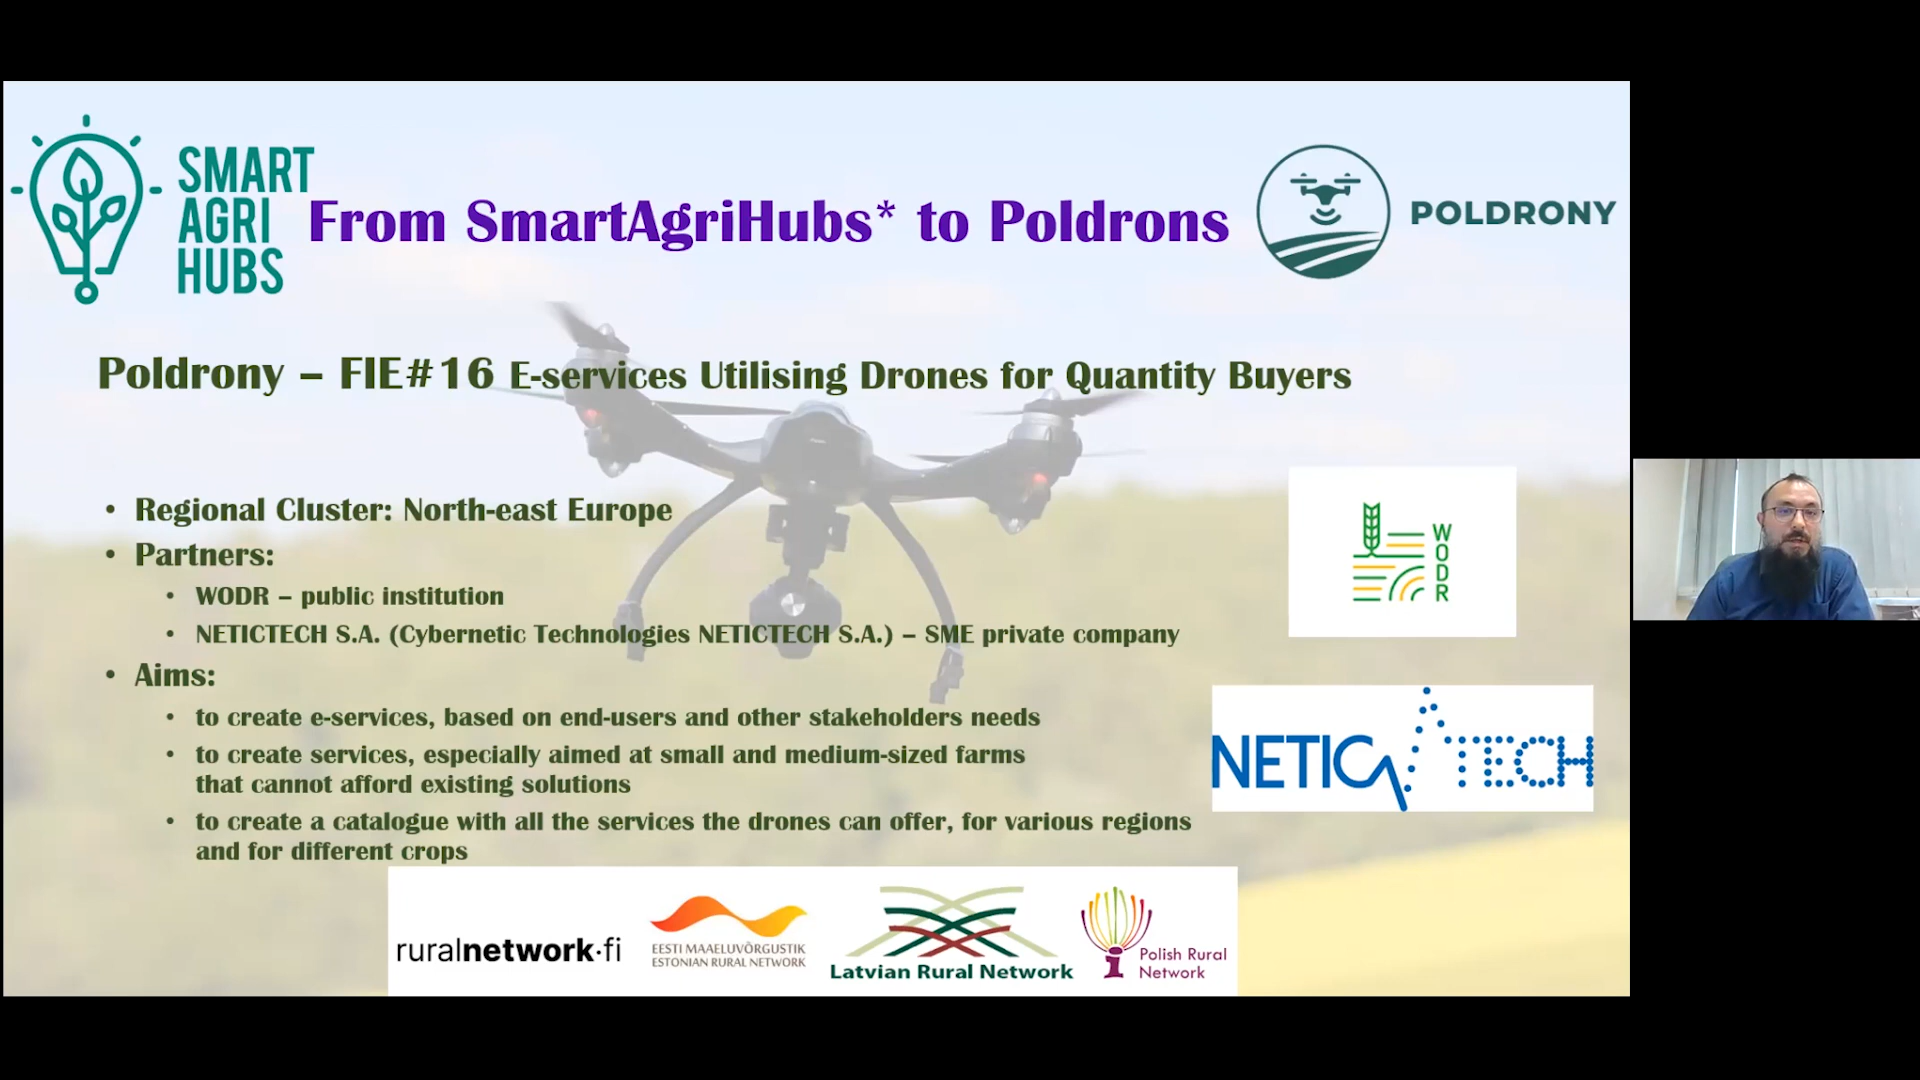 SMART
AGRI
HUBS
From SmartAgriHubs* to Poldrons
POLDRONY
Poldrony – FIE#16 E-services Utilising Drones for Quantity Buyers
• Regional Cluster: North-east Europe
• Partners:
• WODR – public institution
• NETICTECH S.A. (Cybernetic Technologies NETICTECH S.A.) – SME private company
• Aims:
• to create e-services, based on end-users and other stakeholders needs
• to create services, especially aimed at small and medium-sized farms
that cannot afford existing solutions
• to create a catalogue with all the services the drones can offer, for various regions
and for different crops
WODR
NETIC TECH
ruralnetwork.fi
EESTI MAAELUVÕRGUSTIK
ESTONIAN RURAL NETWORK
Latvian Rural Network
Polish Rural
Network